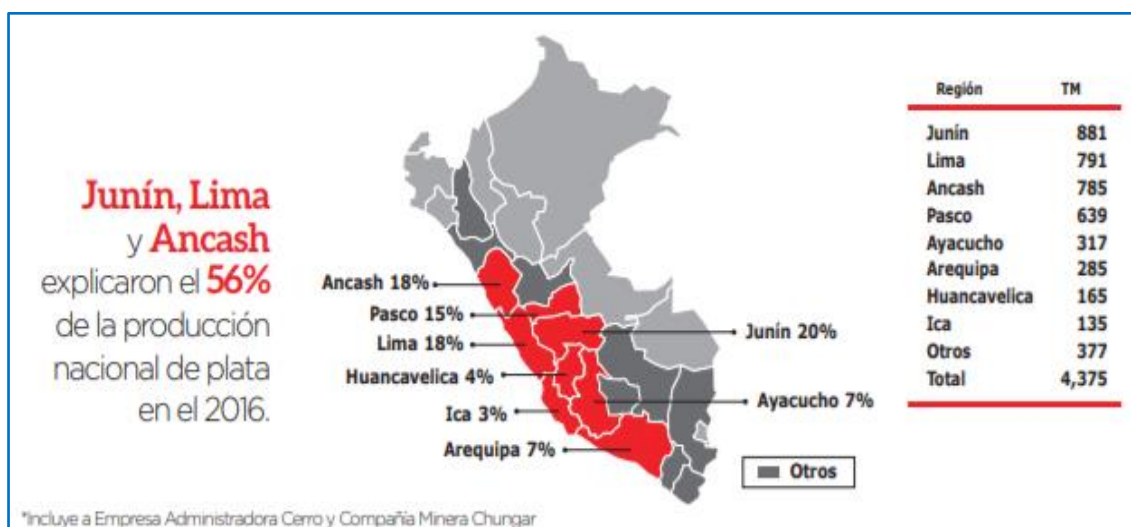 Junín, Lima
y Ancash
explicaron el 56%
de la producción
nacional de plata
en el 2016.
Ancash 18%
Pasco 15%
Lima 18%
Huancavelica 4%
Ica 3%
Arequipa 7%
Junín 20%
Ayacucho 7%
Otros
Región TM
Junín 881
Lima 791
Ancash 785
Pasco 639
Ayacucho 317
Arequipa 285
Huancavelica 165
Ica 135
Otros 377
Total 4,375
*Incluye a Empresa Administradora Cerro y Compañía Minera Chungar